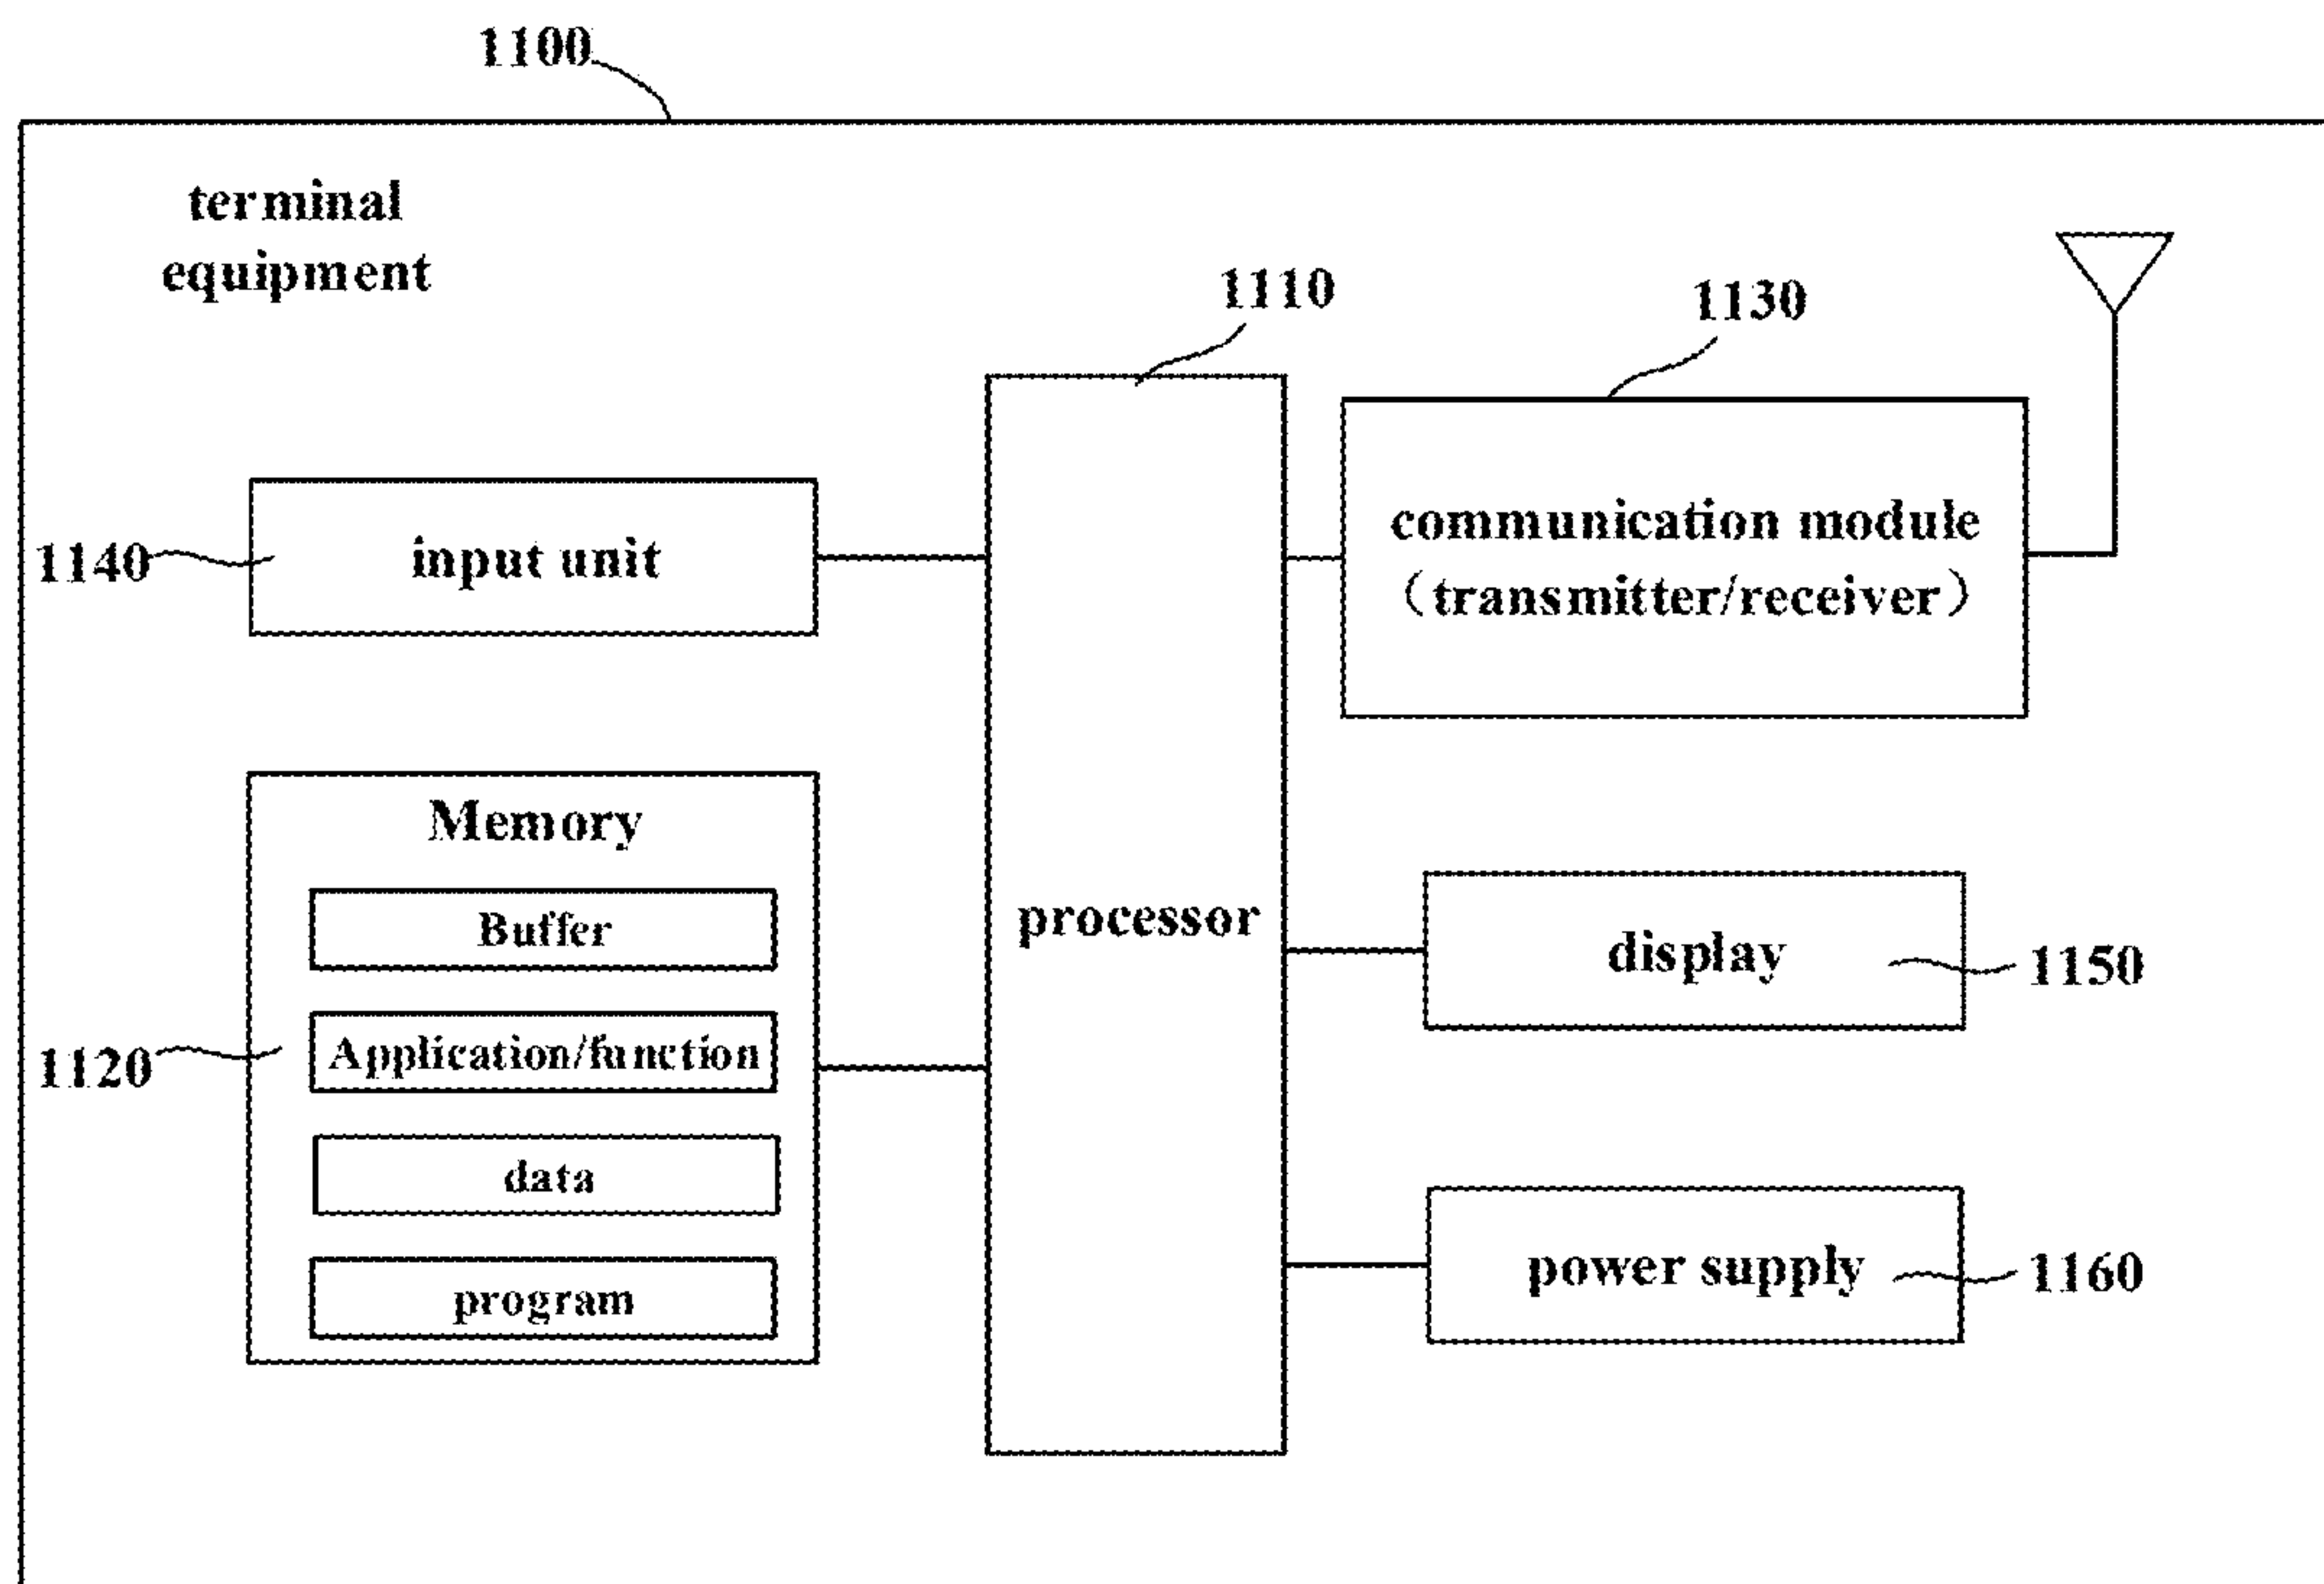 1100
terminal
equipment
1110
1130
input unit
1140
communication module
（transmitter/receiver）
Memory
Buffer
Application/function
1120
data
program
processor
display
1150
power supply
1160